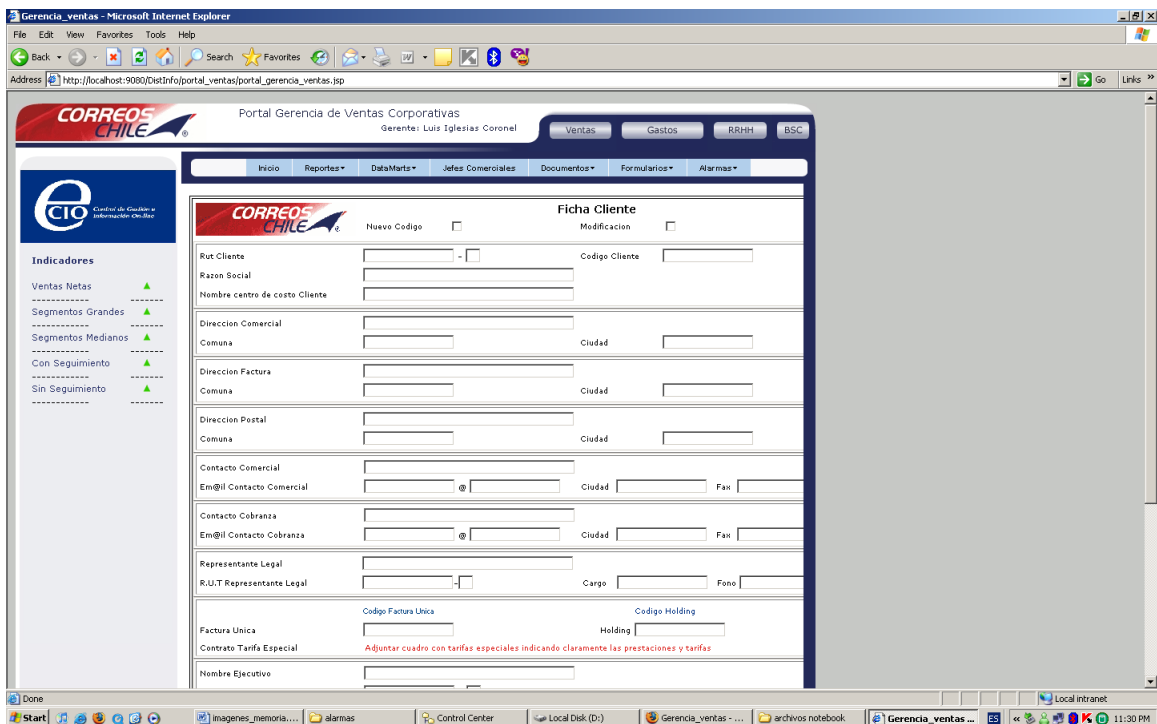 Gerencia_ventas - Microsoft Internet Explorer
File Edit View Favorites Tools Help
Back Search Favorites
Address http://localhost:9080/DistInfo/portal_ventas/portal_gerencia_ventas.jsp Go Links »
CORREOS CHILE
Portal Gerencia de Ventas Corporativas
Gerente: Luis Iglesias Coronel
Ventas Gastos RRHH BSC
Inicio Reportes DataMarts Jefes Comerciales Documentos Formularios Alarmas
e CIO Control de Gestión e Información On-line
Indicadores
Ventas Netas
------------ -------
Segmentos Grandes
------------ -------
Segmentos Medianos
------------ -------
Con Seguimiento
------------ -------
Sin Seguimiento
------------ -------
CORREOS CHILE
Ficha Cliente
Nuevo Codigo Modificacion
Rut Cliente - Codigo Cliente
Razon Social
Nombre centro de costo Cliente
Direccion Comercial
Comuna Ciudad
Direccion Factura
Comuna Ciudad
Direccion Postal
Comuna Ciudad
Contacto Comercial
Em@il Contacto Comercial @ Ciudad Fax
Contacto Cobranza
Em@il Contacto Cobranza @ Ciudad Fax
Representante Legal
R.U.T Representante Legal - Cargo Fono
Codigo Factura Unica Codigo Holding
Factura Unica Holding
Contrato Tarifa Especial Adjuntar cuadro con tarifas especiales indicando claramente las prestaciones y tarifas
Nombre Ejecutivo
Done Local intranet
Start imagenes_memoria.... alarmas Control Center Local Disk (D:) Gerencia_ventas - ... archivos notebook Gerencia_ventas ... ES « 11:30 PM